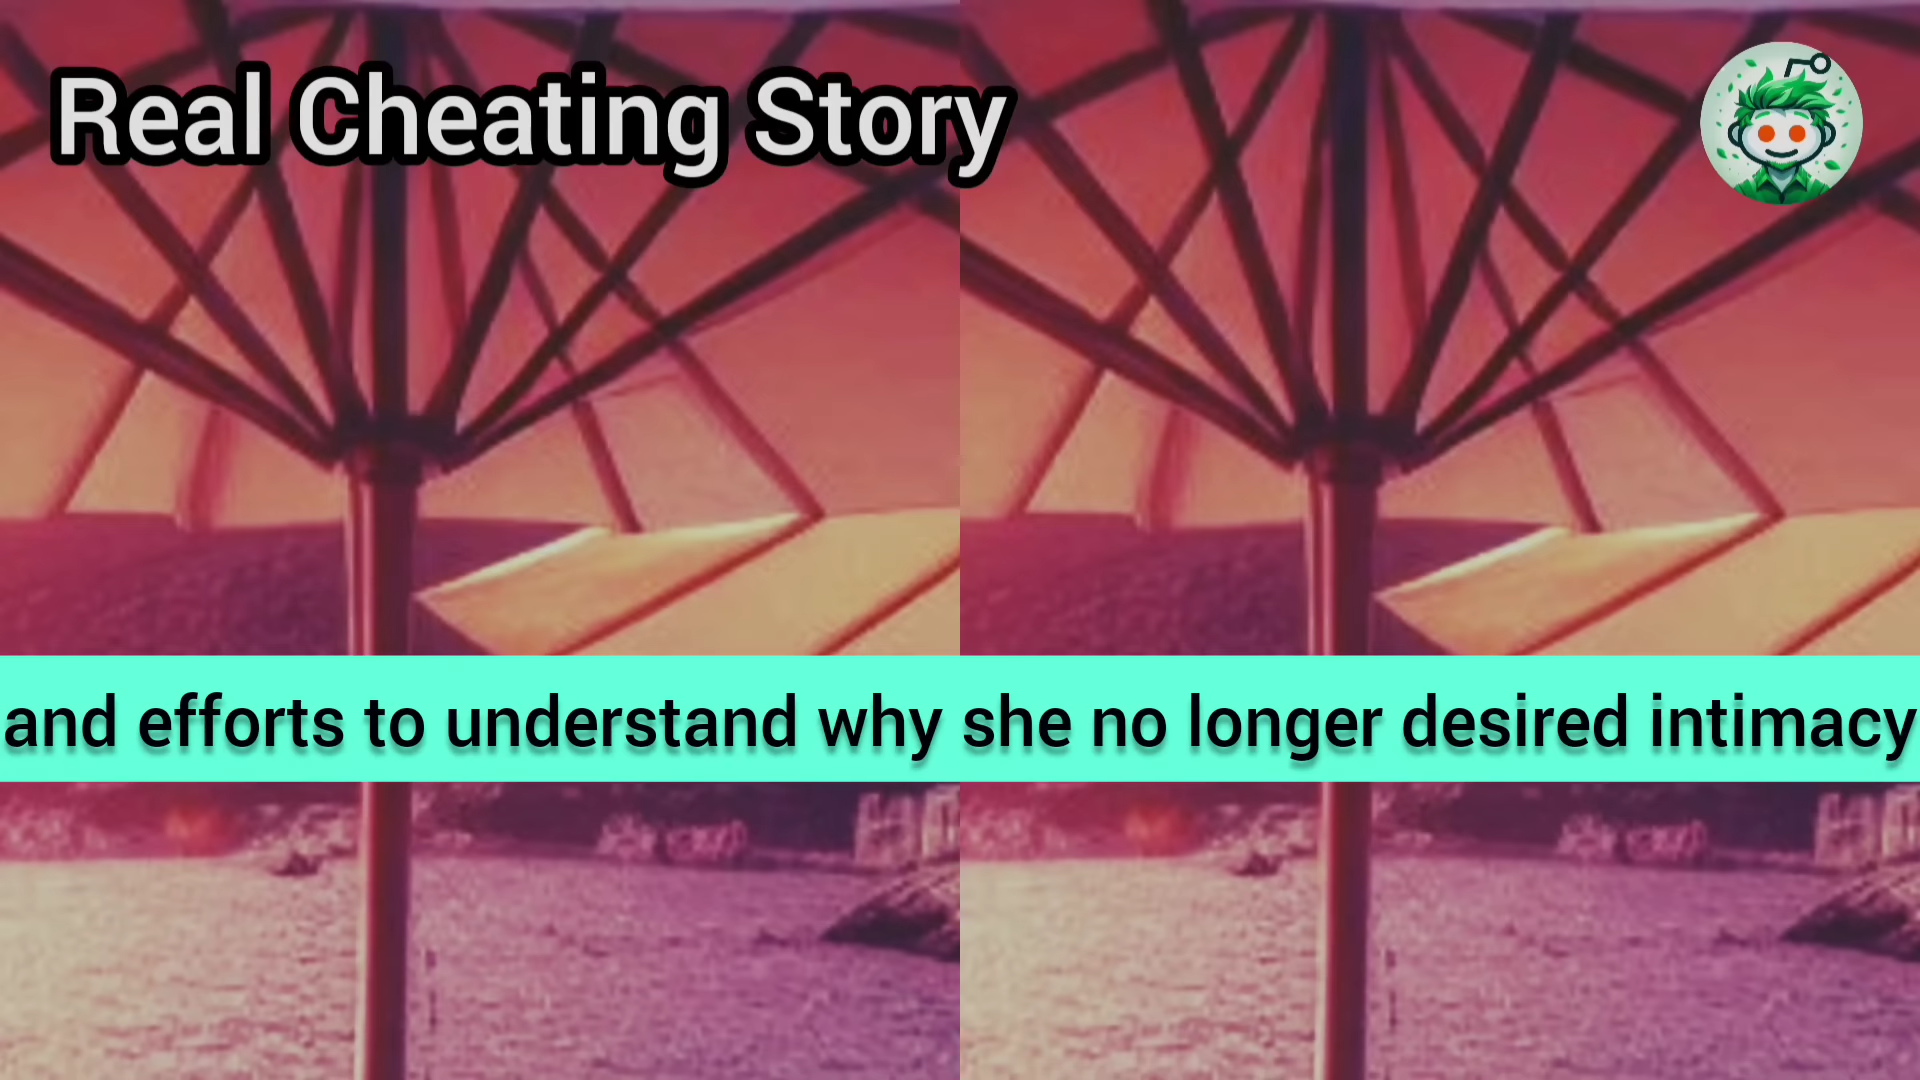 Real Cheating Story
and efforts to understand why she no longer desired intimacy